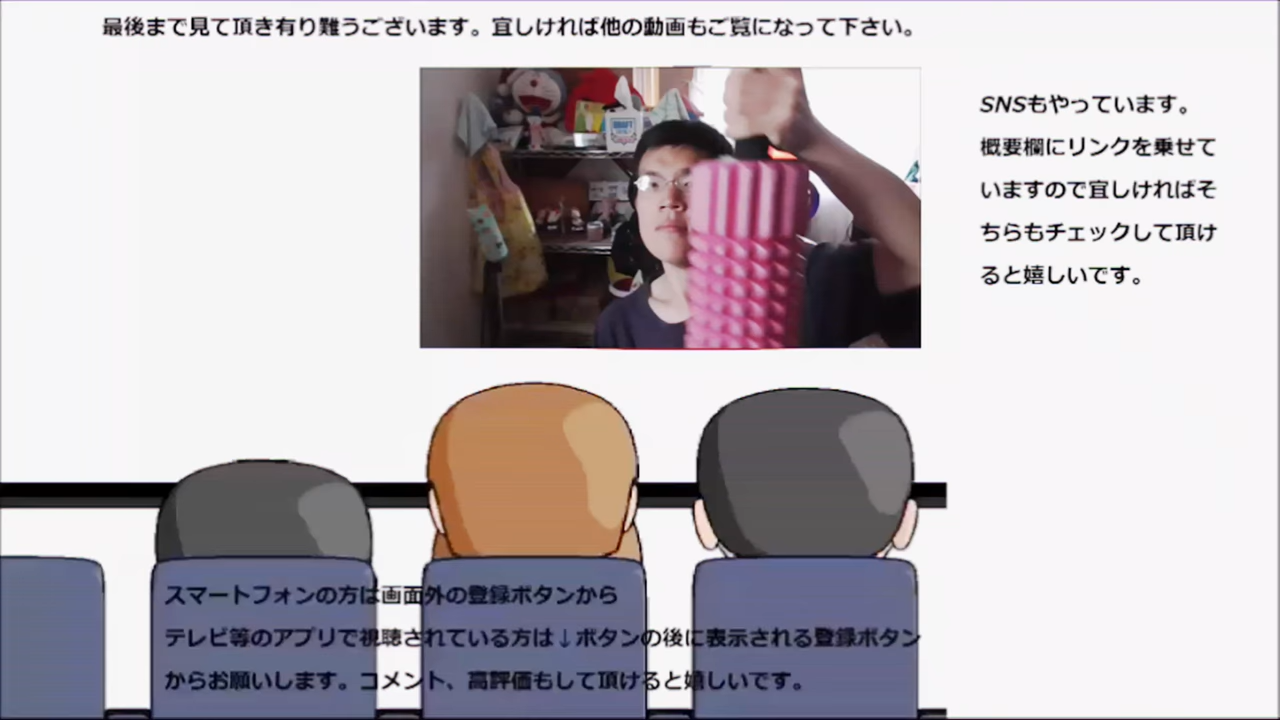 最後まで見て頂き有り難うございます。宜しければ他の動画もご覧になって下さい。
SNSもやっています。
概要欄にリンクを乗せて
いますので宜しければそ
ちらもチェックして頂け
ると嬉しいです。
スマートフォンの方は画面外の登録ボタンから
テレビ等のアプリで視聴されている方は↓ボタンの後に表示される登録ボタン
からお願いします。コメント、高評価もして頂けると嬉しいです。